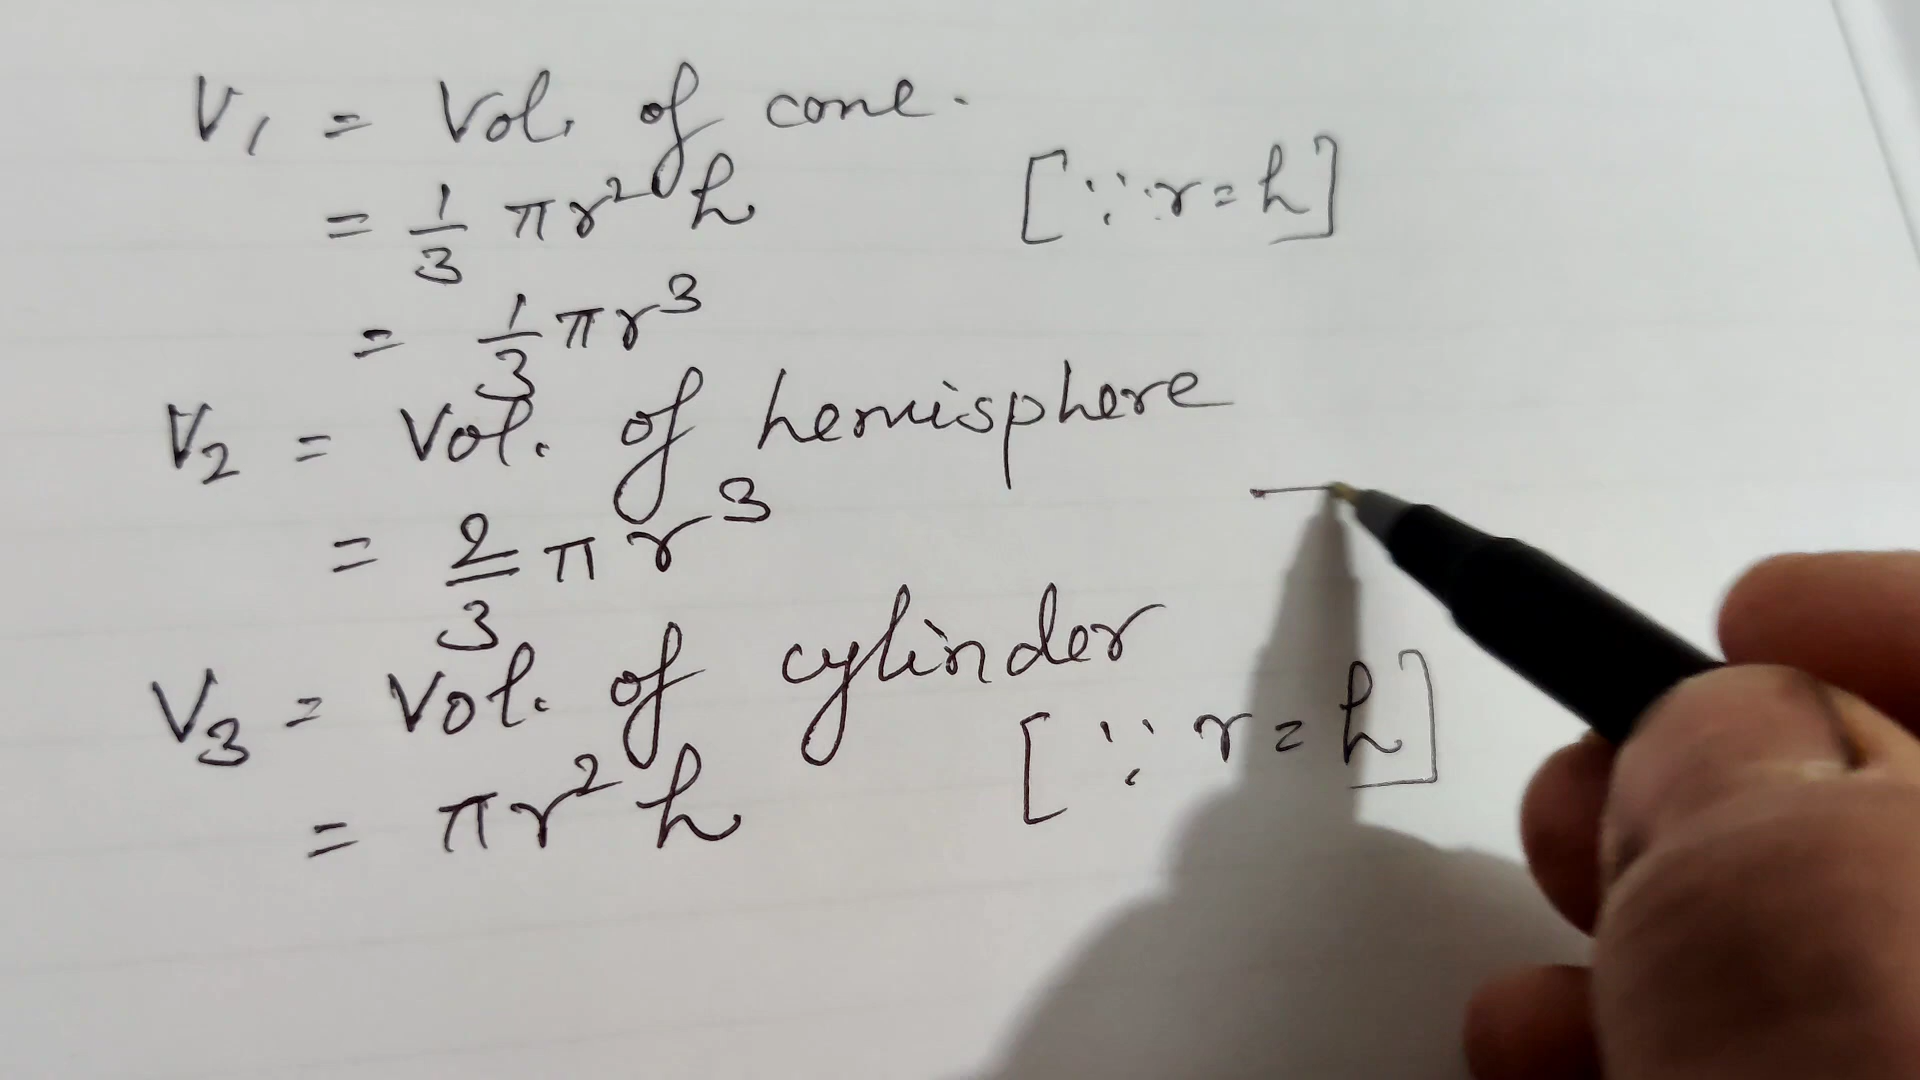 V₁ = Vol. of cone.
= 1/3 πr²h [∵ r = h]
= 1/3 πr³
V₂ = Vol. of hemisphere
= 2/3 πr³
V₃ = Vol. of cylinder
= πr²h [∵ r = h]